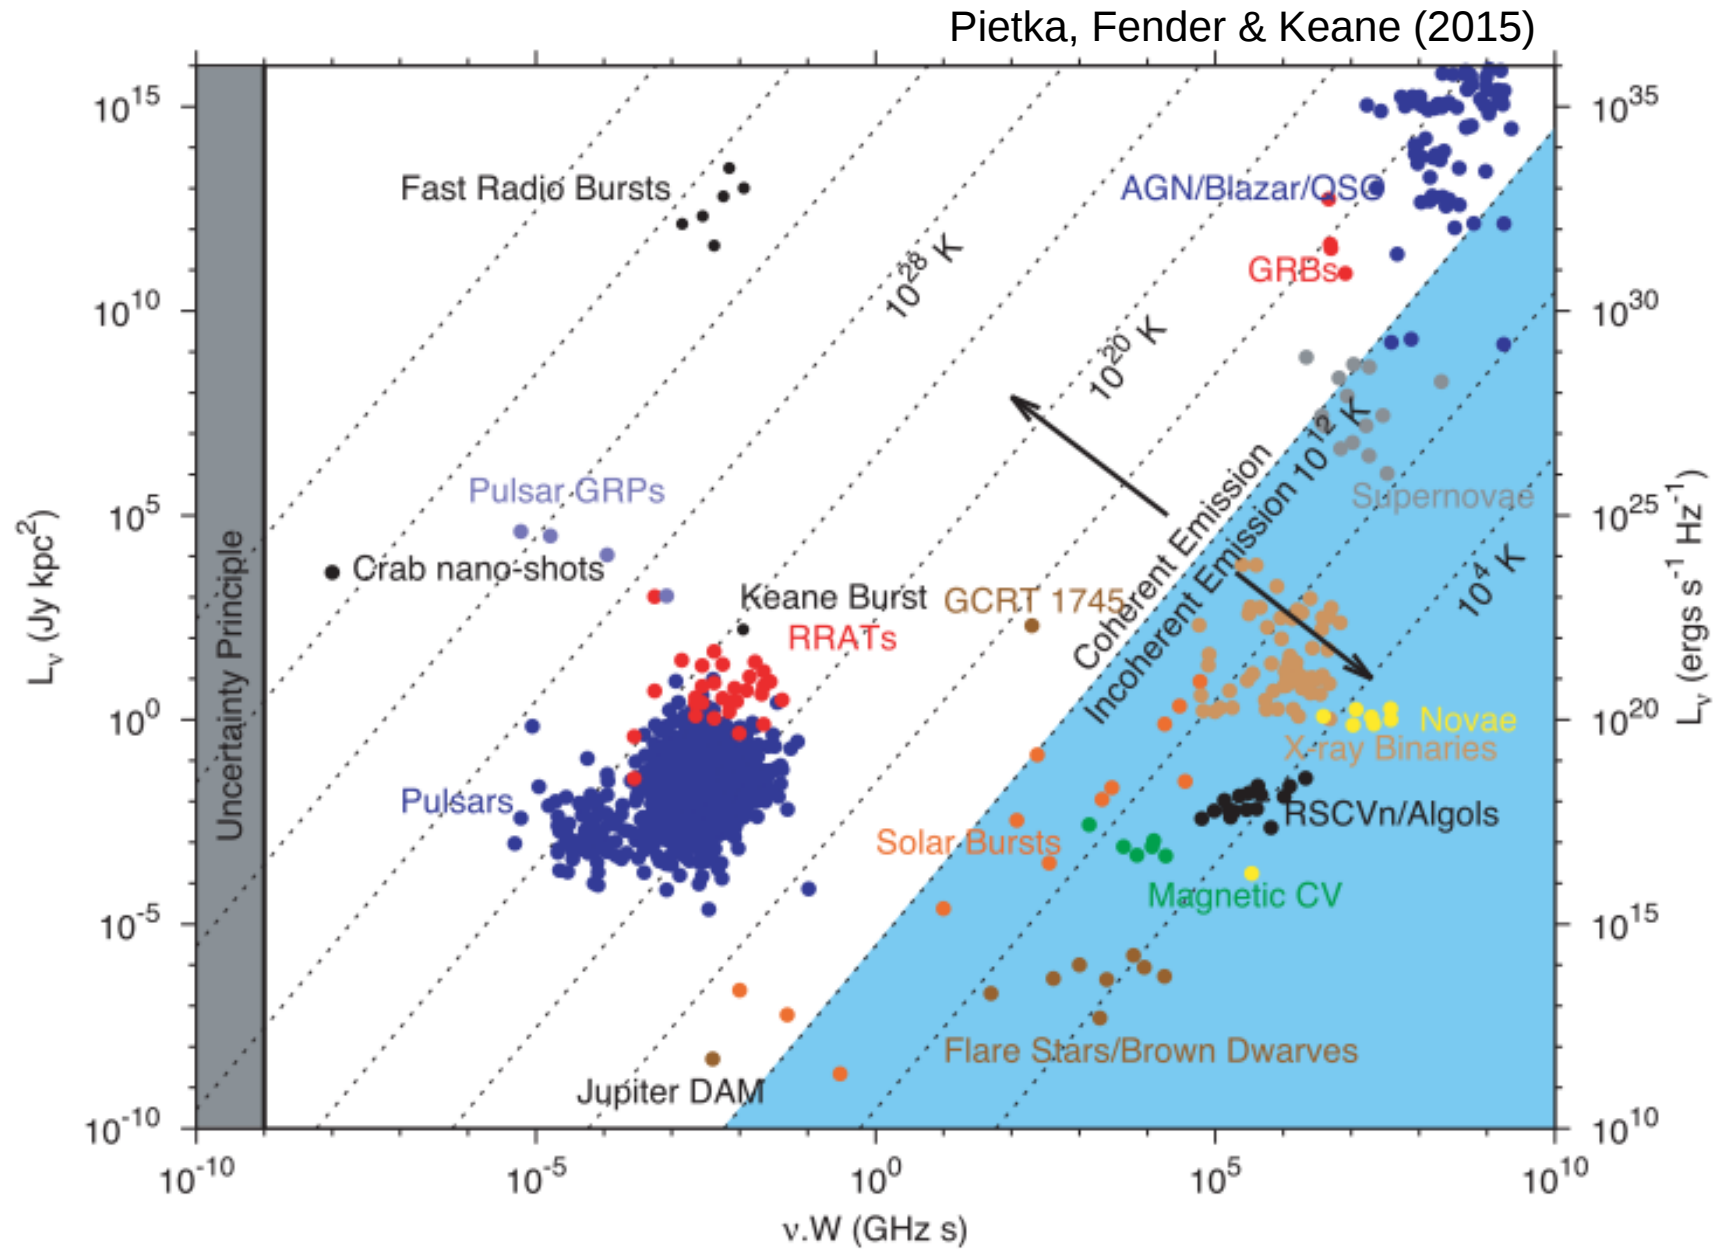 Pietka, Fender & Keane (2015)
10^15
10^35
Fast Radio Bursts
AGN/Blazar/QSO
10^28 K
GRBs
10^10
10^30
10^20 K
10^12 K
Pulsar GRPs
Supernovae
10^5
10^25
Coherent Emission
Incoherent Emission
10^4 K
Crab nano-shots
Keane Burst
GCRT 1745
RRATs
Uncertainty Principle
L_ν (Jy kpc^2)
L_ν (ergs s^-1 Hz^-1)
10^0
10^20
Novae
X-ray Binaries
Pulsars
RSCVn/Algols
Solar Bursts
Magnetic CV
10^-5
10^15
Flare Stars/Brown Dwarves
Jupiter DAM
10^-10
10^10
10^-10
10^-5
10^0
10^5
10^10
ν.W (GHz s)